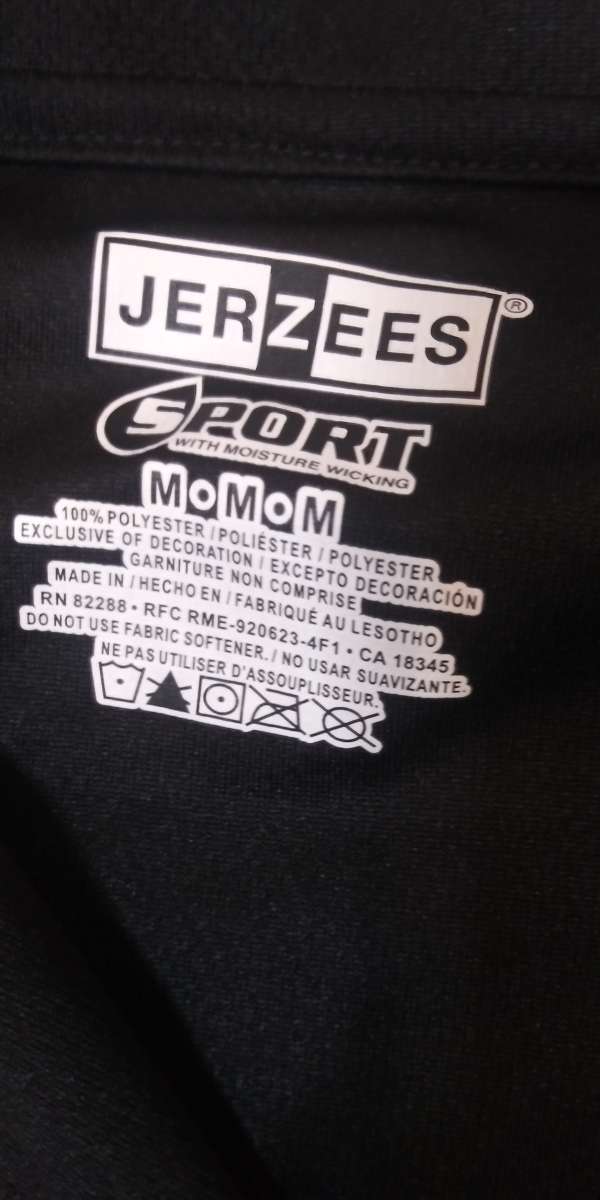 JERZEES®
SPORT
WITH MOISTURE WICKING
M•M•M
100% POLYESTER / POLIÉSTER / POLYESTER
EXCLUSIVE OF DECORATION / EXCEPTO DECORACIÓN
GARNITURE NON COMPRISE
MADE IN / HECHO EN / FABRIQUÉ AU LESOTHO
RN 82288 • RFC RME-920623-4F1 • CA 18345
DO NOT USE FABRIC SOFTENER. / NO USAR SUAVIZANTE.
NE PAS UTILISER D'ASSOUPLISSEUR.